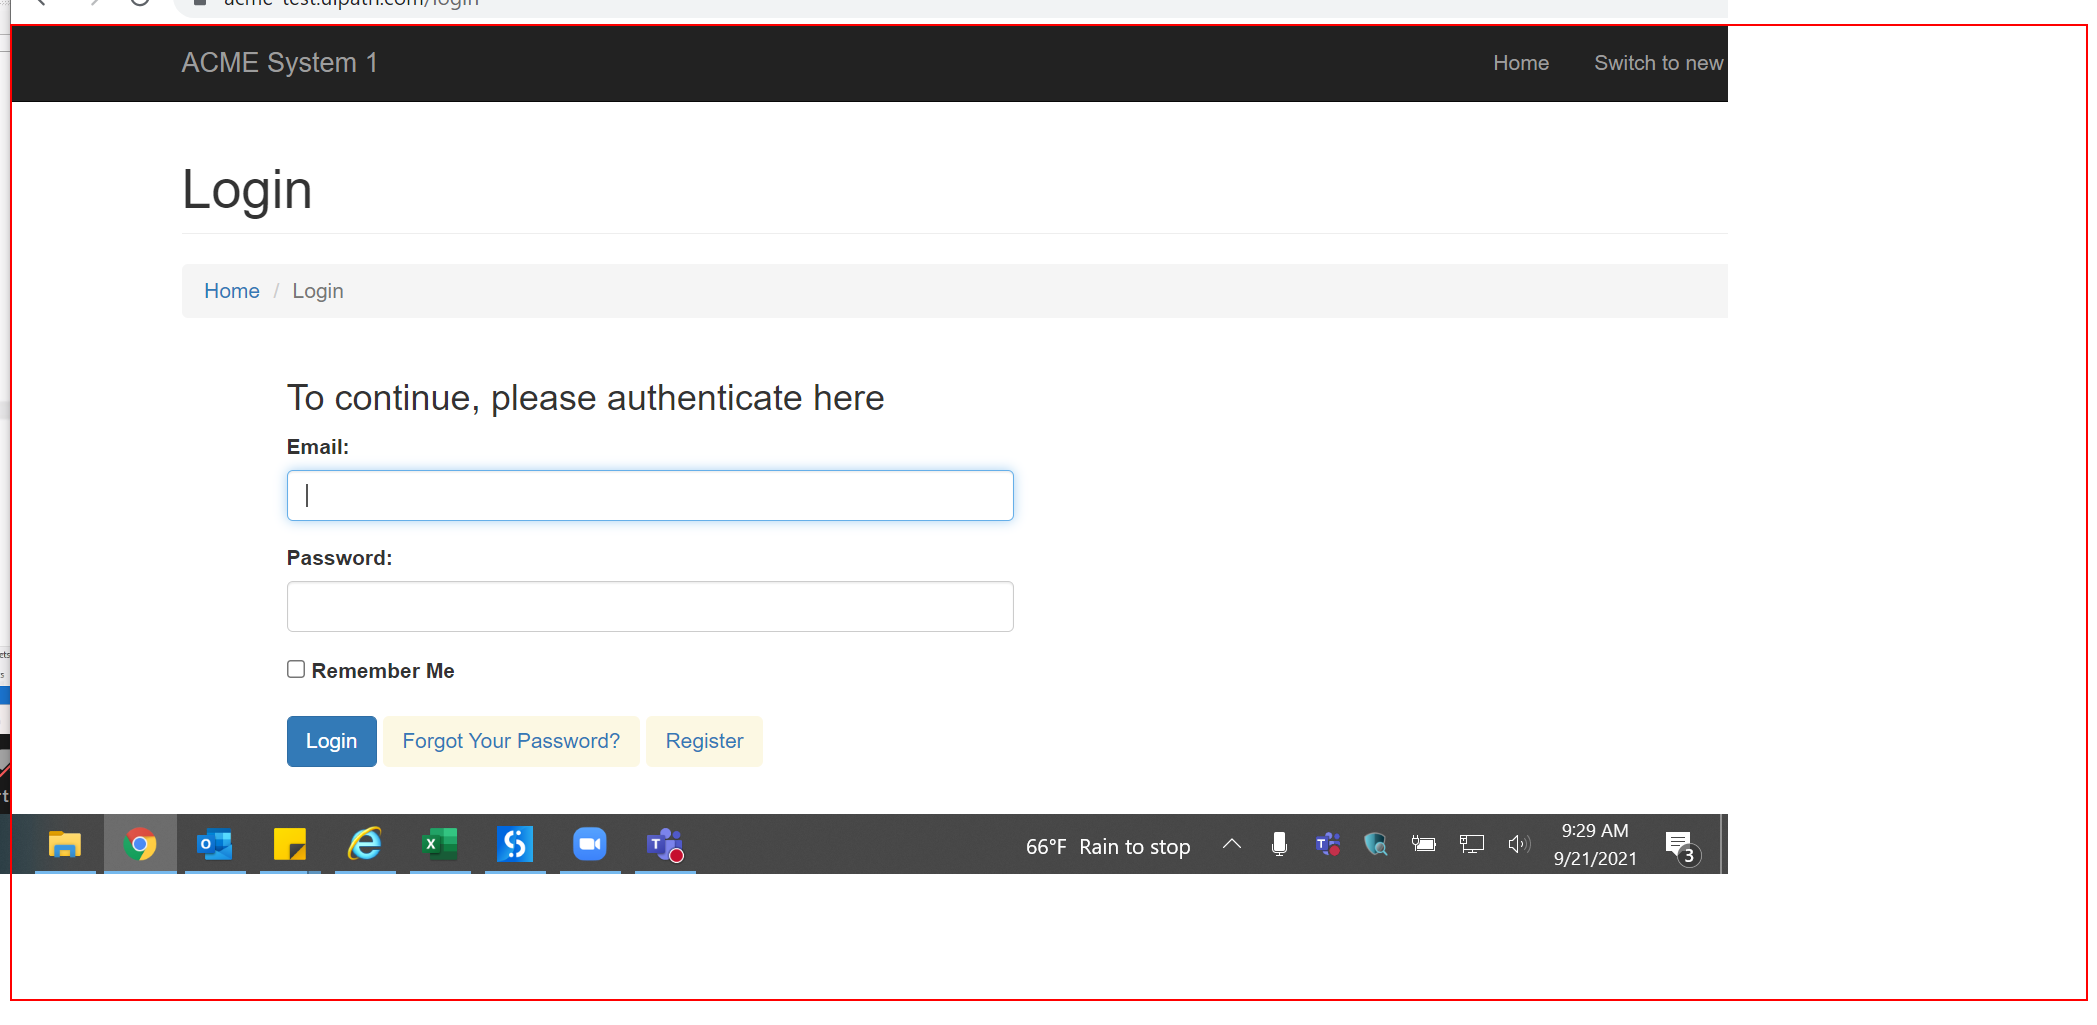 acme-test.uipath.com/login
ACME System 1
Home
Switch to new
Login
Home / Login
To continue, please authenticate here
Email:
Password:
Remember Me
Login
Forgot Your Password?
Register
66°F Rain to stop
9:29 AM
9/21/2021
3